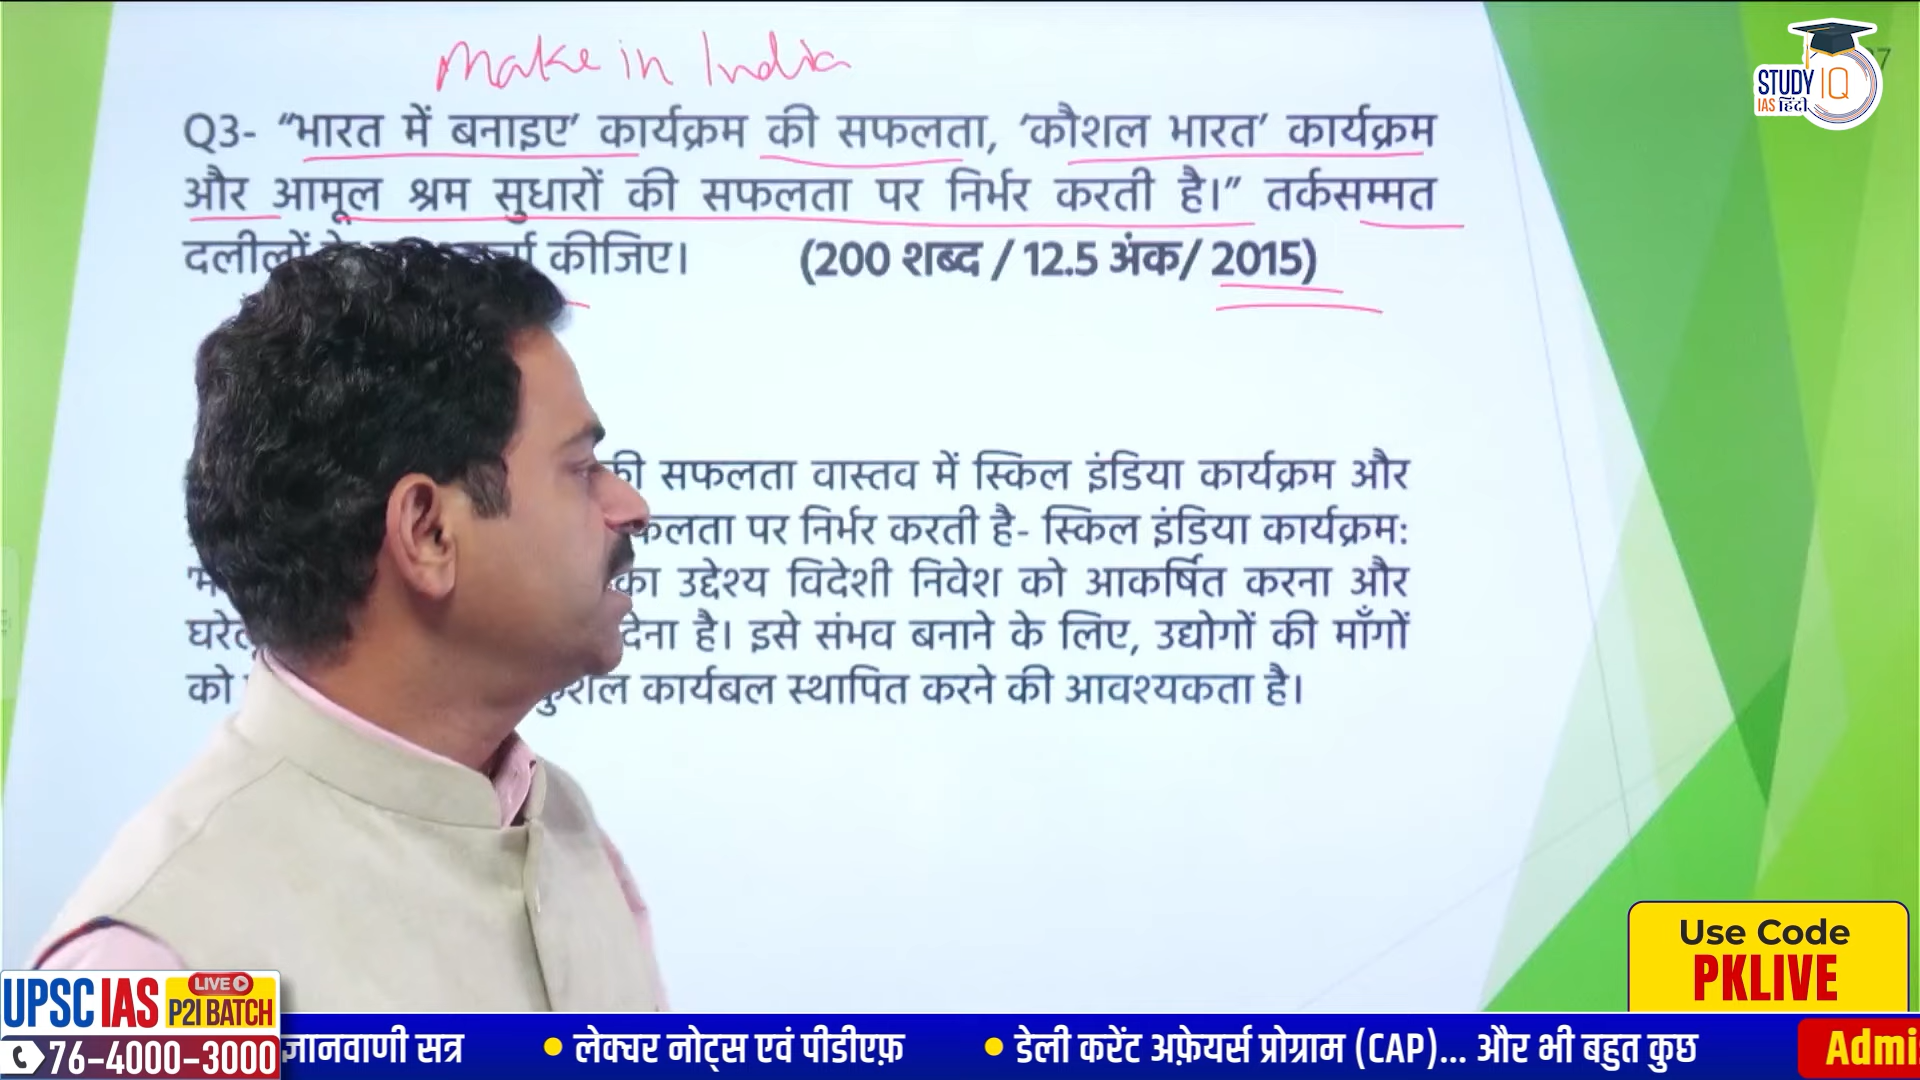 Make in India
Q3- “भारत में बनाइए’ कार्यक्रम की सफलता, ‘कौशल भारत’ कार्यक्रम
और आमूल श्रम सुधारों की सफलता पर निर्भर करती है।” तर्कसम्मत
दलीलों कीजिए। (200 शब्द / 12.5 अंक/ 2015)
की सफलता वास्तव में स्किल इंडिया कार्यक्रम और
पर निर्भर करती है- स्किल इंडिया कार्यक्रम:
का उद्देश्य विदेशी निवेश को आकर्षित करना और
देना है। इसे संभव बनाने के लिए, उद्योगों की माँगों
को कुशल कार्यबल स्थापित करने की आवश्यकता है।
STUDY IQ
IAS हिंदी
7
Use Code
PKLIVE
UPSC IAS LIVE
P2I BATCH
76-4000-3000
ज्ञानवाणी सत्र • लेक्चर नोट्स एवं पीडीएफ़ • डेली करेंट अफ़ेयर्स प्रोग्राम (CAP)... और भी बहुत कुछ